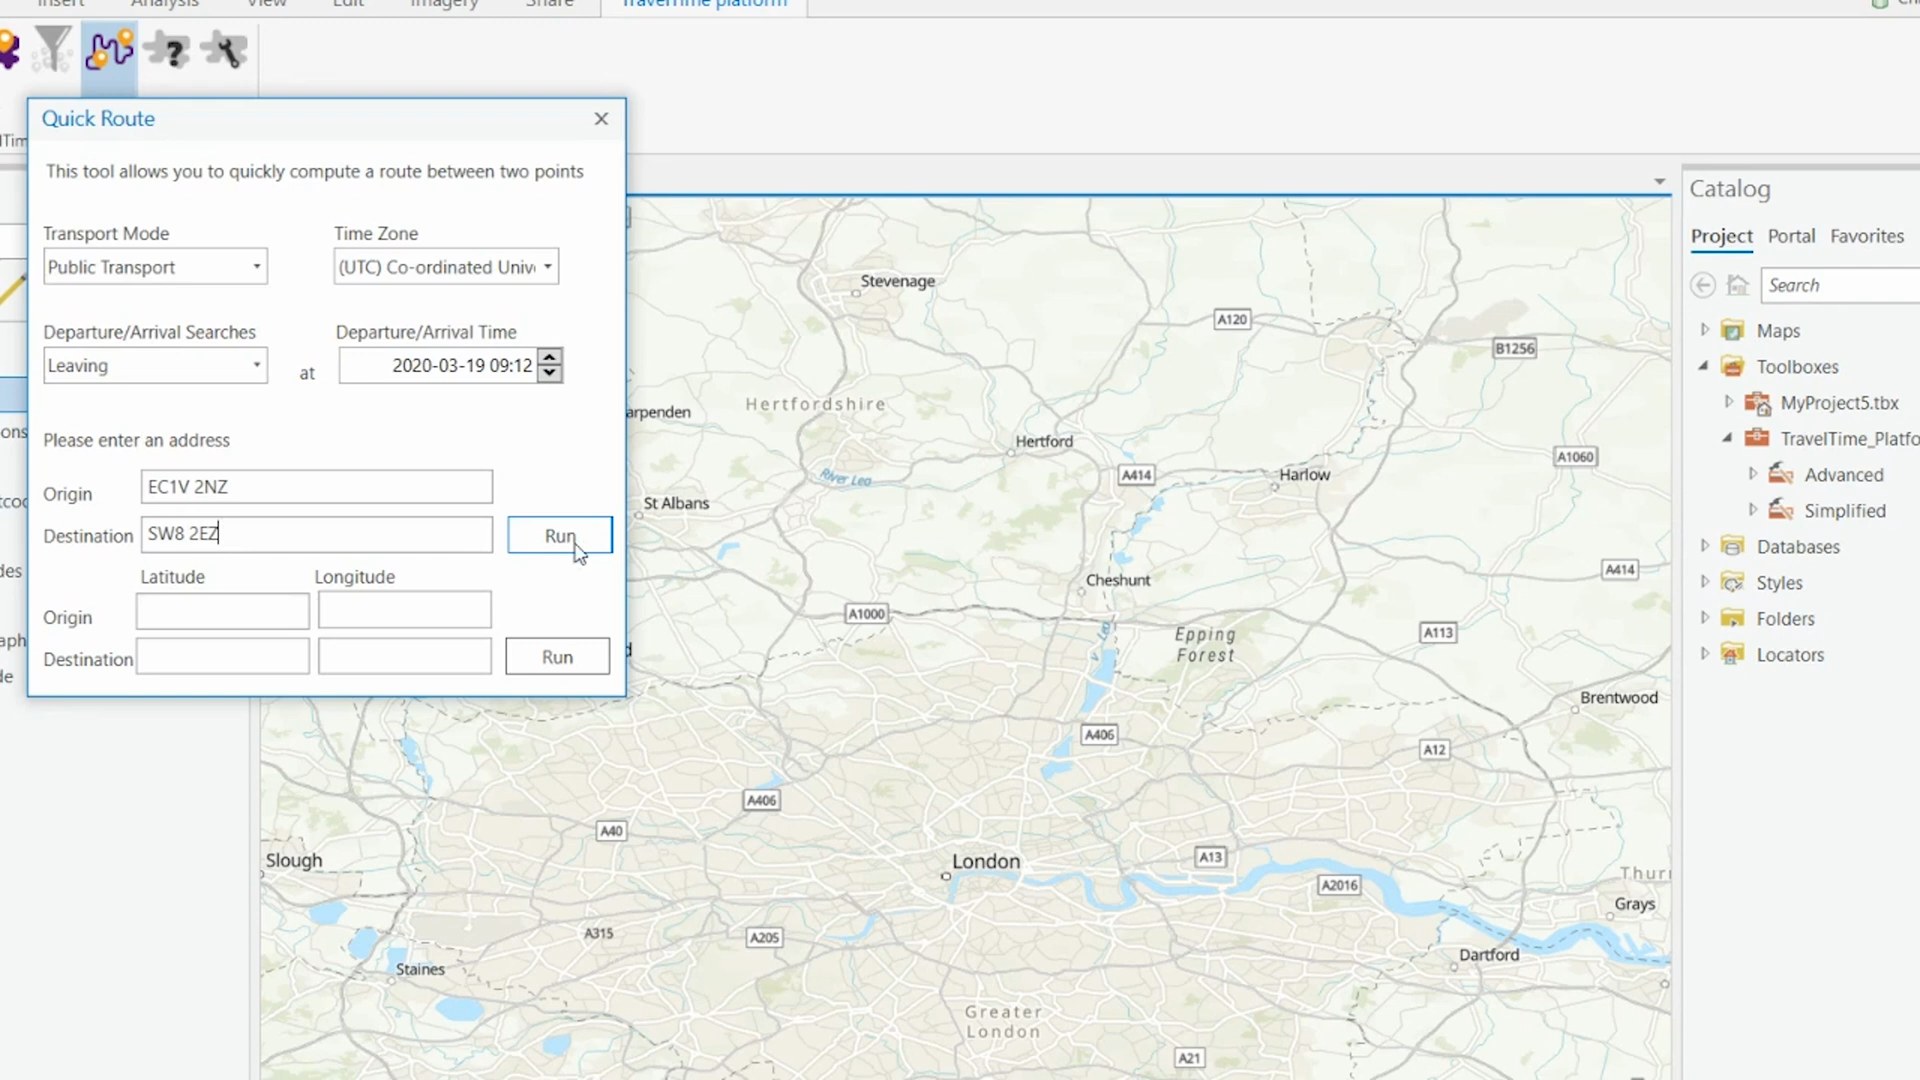 Insert Analysis View Edit Imagery Share TravelTime platform
Quick Route
This tool allows you to quickly compute a route between two points
Transport Mode
Time Zone
Public Transport
(UTC) Co-ordinated Univ
Departure/Arrival Searches
Departure/Arrival Time
Leaving
at
2020-03-19 09:12
Please enter an address
Origin
EC1V 2NZ
Destination
SW8 2EZ
Run
Latitude
Longitude
Origin
Destination
Run
Catalog
Project Portal Favorites
Search
Maps
Toolboxes
MyProject5.tbx
TravelTime_Platfo
Advanced
Simplified
Databases
Styles
Folders
Locators
Stevenage
A120
B1256
arpenden
Hertfordshire
Hertford
A1060
A414
Harlow
River Lea
St Albans
A414
Cheshunt
A1000
Lea
Epping
Forest
A113
Brentwood
A406
A12
A406
A40
Slough
London
A13
A2016
Thurr
Grays
A315
A205
Staines
Dartford
Greater
London
A21